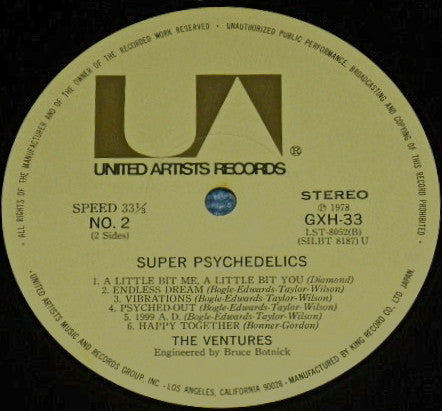 ALL RIGHTS OF THE MANUFACTURER AND OF THE OWNER OF THE RECORDED WORK RESERVED • UNAUTHORIZED PUBLIC PERFORMANCE, BROADCASTING AND COPYING OF THIS RECORD PROHIBITED •
UA
®
UNITED ARTISTS RECORDS
SPEED 33⅓
NO. 2
(2 Sides)
STEREO
Ⓟ 1978
GXH-33
LST-8052(B)
(SILBT 8187) U
SUPER PSYCHEDELICS
1. A LITTLE BIT ME, A LITTLE BIT YOU (Diamond)
2. ENDLESS DREAM (Bogle-Edwards-Taylor-Wilson)
3. VIBRATIONS (Bogle-Edwards-Taylor-Wilson)
4. PSYCHED-OUT (Bogle-Edwards-Taylor-Wilson)
5. 1999 A. D. (Bogle-Edwards-Taylor-Wilson)
6. HAPPY TOGETHER (Bonner-Gordon)
THE VENTURES
Engineered by Bruce Botnick
UNITED ARTISTS MUSIC AND RECORDS GROUP, INC. - LOS ANGELES, CALIFORNIA 90028 - MANUFACTURED BY KING RECORD CO., LTD. JAPAN.